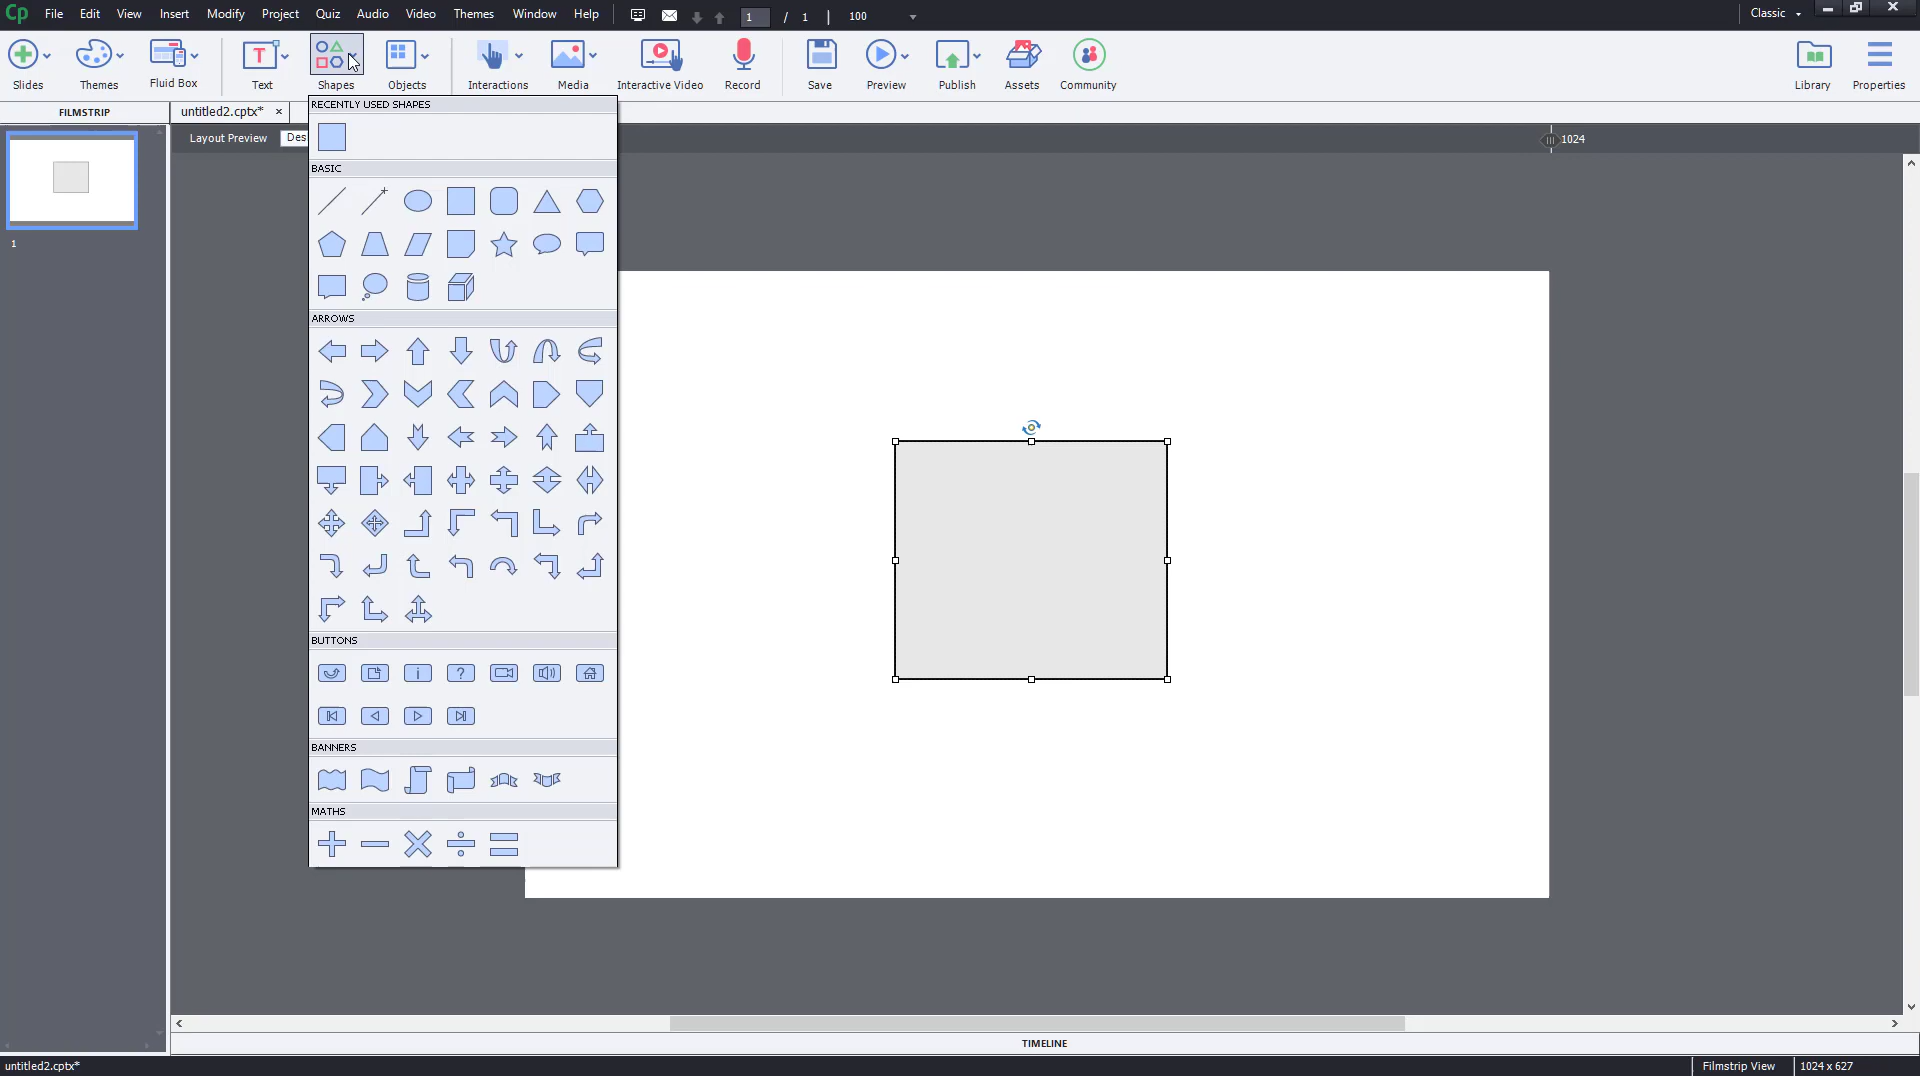 Cp File Edit View Insert Modify Project Quiz Audio Video Themes Window Help 1 / 1 | 100 Classic
Slides Themes Fluid Box Text Shapes Objects Interactions Media Interactive Video Record Save Preview Publish Assets Community Library Properties
FILMSTRIP untitled2.cptx* ×
Layout Preview Des 1024
1
RECENTLY USED SHAPES
BASIC
ARROWS
BUTTONS
BANNERS
MATHS
TIMELINE
untitled2.cptx* Filmstrip View 1024 x 627